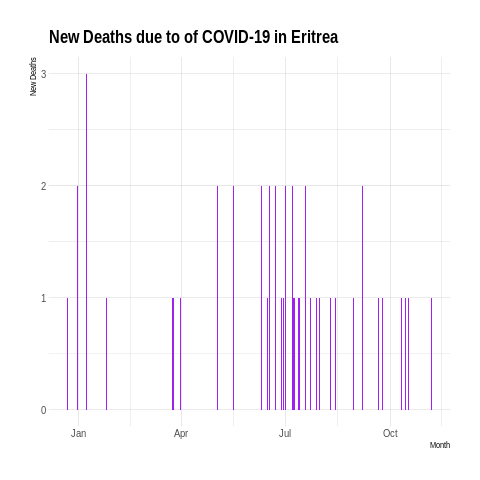 New Deaths due to of COVID-19 in Eritrea
New Deaths
3
2
1
0
Jan Apr Jul Oct
Month